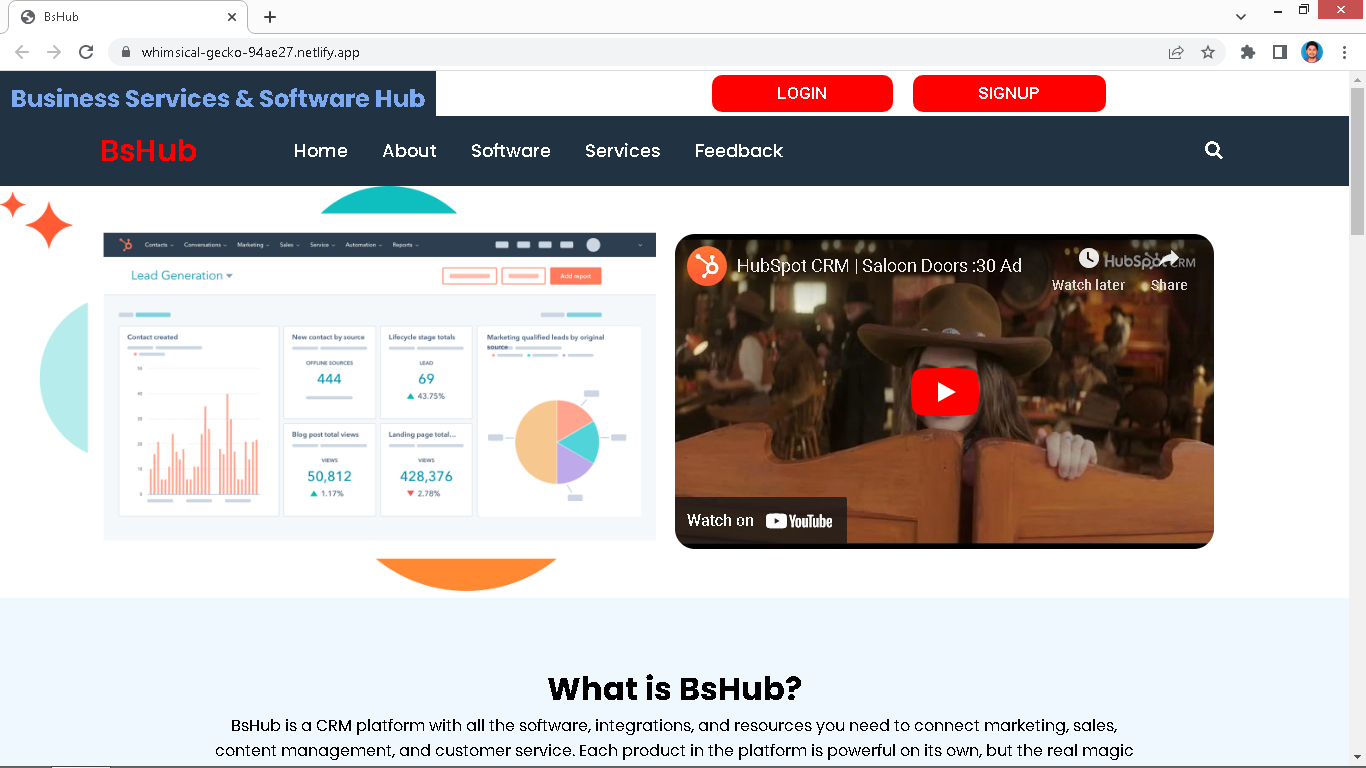 BsHub
whimsical-gecko-94ae27.netlify.app
Business Services & Software Hub
LOGIN
SIGNUP
BsHub
Home
About
Software
Services
Feedback
Contacts
Conversations
Marketing
Sales
Service
Automation
Reports
Lead Generation
Add report
Contact created
50
40
30
20
10
0
New contact by source
OFFLINE SOURCES
444
Lifecycle stage totals
LEAD
69
43.75%
Marketing qualified leads by original
source
Blog post total views
VIEWS
50,812
1.17%
Landing page total...
VIEWS
428,376
2.78%
HubSpot CRM | Saloon Doors :30 Ad
HubSpot CRM
Watch later
Share
Watch on YouTube
What is BsHub?
BsHub is a CRM platform with all the software, integrations, and resources you need to connect marketing, sales,
content management, and customer service. Each product in the platform is powerful on its own, but the real magic